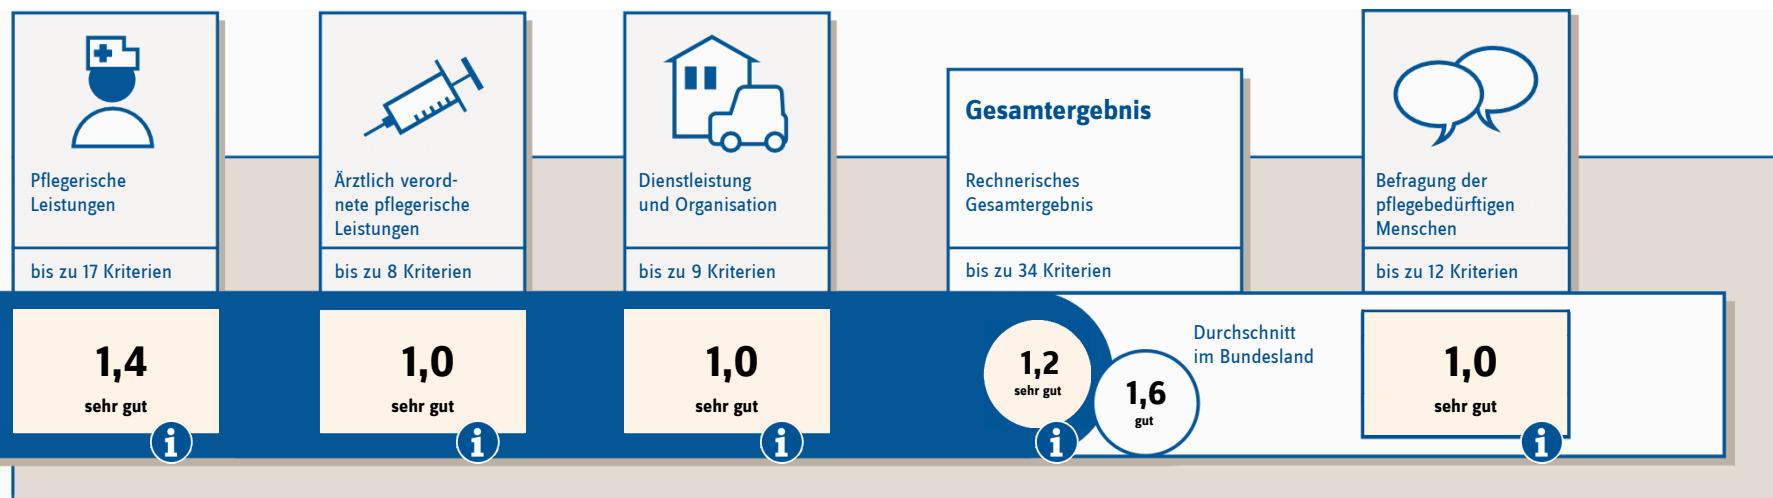 Pflegerische
Leistungen
bis zu 17 Kriterien
1,4
sehr gut
i
Ärztlich verord-
nete pflegerische
Leistungen
bis zu 8 Kriterien
1,0
sehr gut
i
Dienstleistung
und Organisation
bis zu 9 Kriterien
1,0
sehr gut
i
Gesamtergebnis
Rechnerisches
Gesamtergebnis
bis zu 34 Kriterien
1,2
sehr gut
i
1,6
gut
Durchschnitt
im Bundesland
Befragung der
pflegebedürftigen
Menschen
bis zu 12 Kriterien
1,0
sehr gut
i